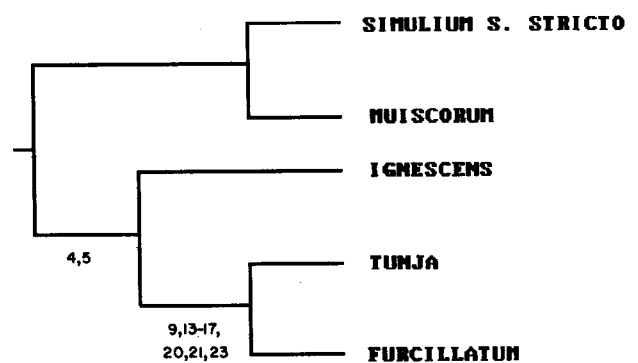 SIMULIUM S. STRICTO
MUISCORUM
IGNESCENS
4,5
TUNJA
9,13-17,
20,21,23
FURCILLATUM